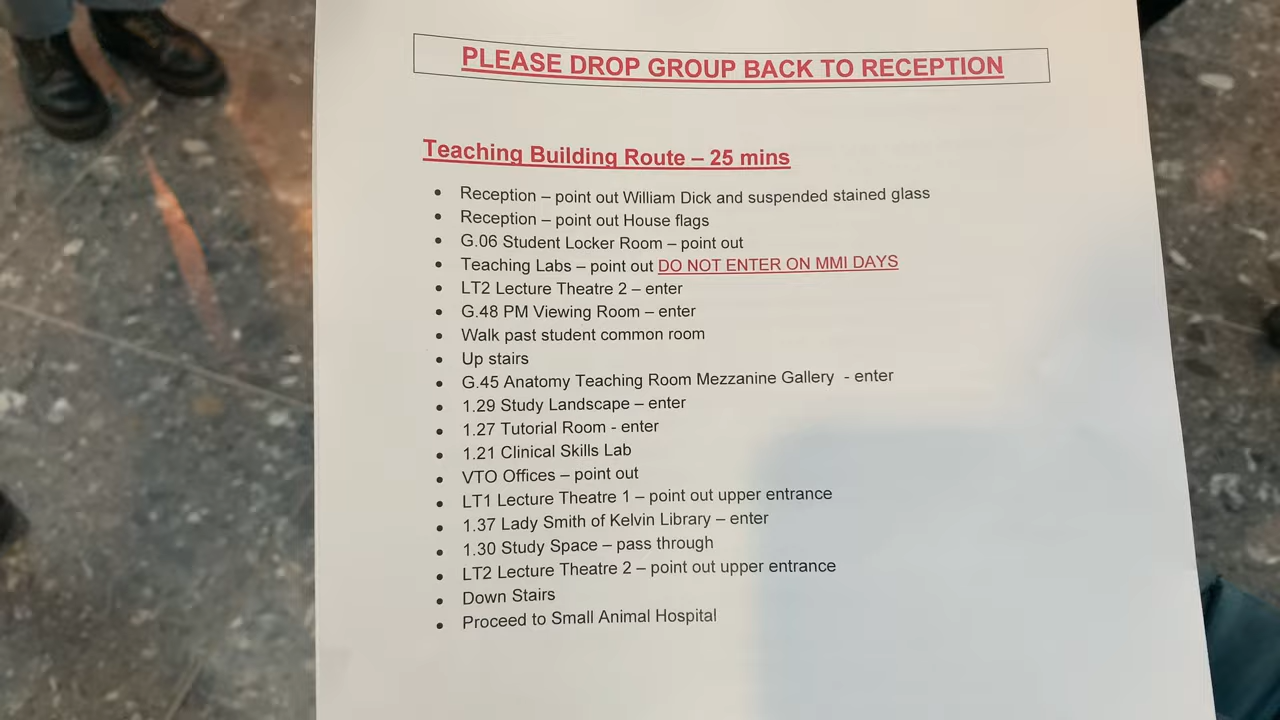 PLEASE DROP GROUP BACK TO RECEPTION
Teaching Building Route – 25 mins
• Reception – point out William Dick and suspended stained glass
• Reception – point out House flags
• G.06 Student Locker Room – point out
• Teaching Labs – point out DO NOT ENTER ON MMI DAYS
• LT2 Lecture Theatre 2 – enter
• G.48 PM Viewing Room – enter
• Walk past student common room
• Up stairs
• G.45 Anatomy Teaching Room Mezzanine Gallery - enter
• 1.29 Study Landscape – enter
• 1.27 Tutorial Room - enter
• 1.21 Clinical Skills Lab
• VTO Offices – point out
• LT1 Lecture Theatre 1 – point out upper entrance
• 1.37 Lady Smith of Kelvin Library – enter
• 1.30 Study Space – pass through
• LT2 Lecture Theatre 2 – point out upper entrance
• Down Stairs
• Proceed to Small Animal Hospital